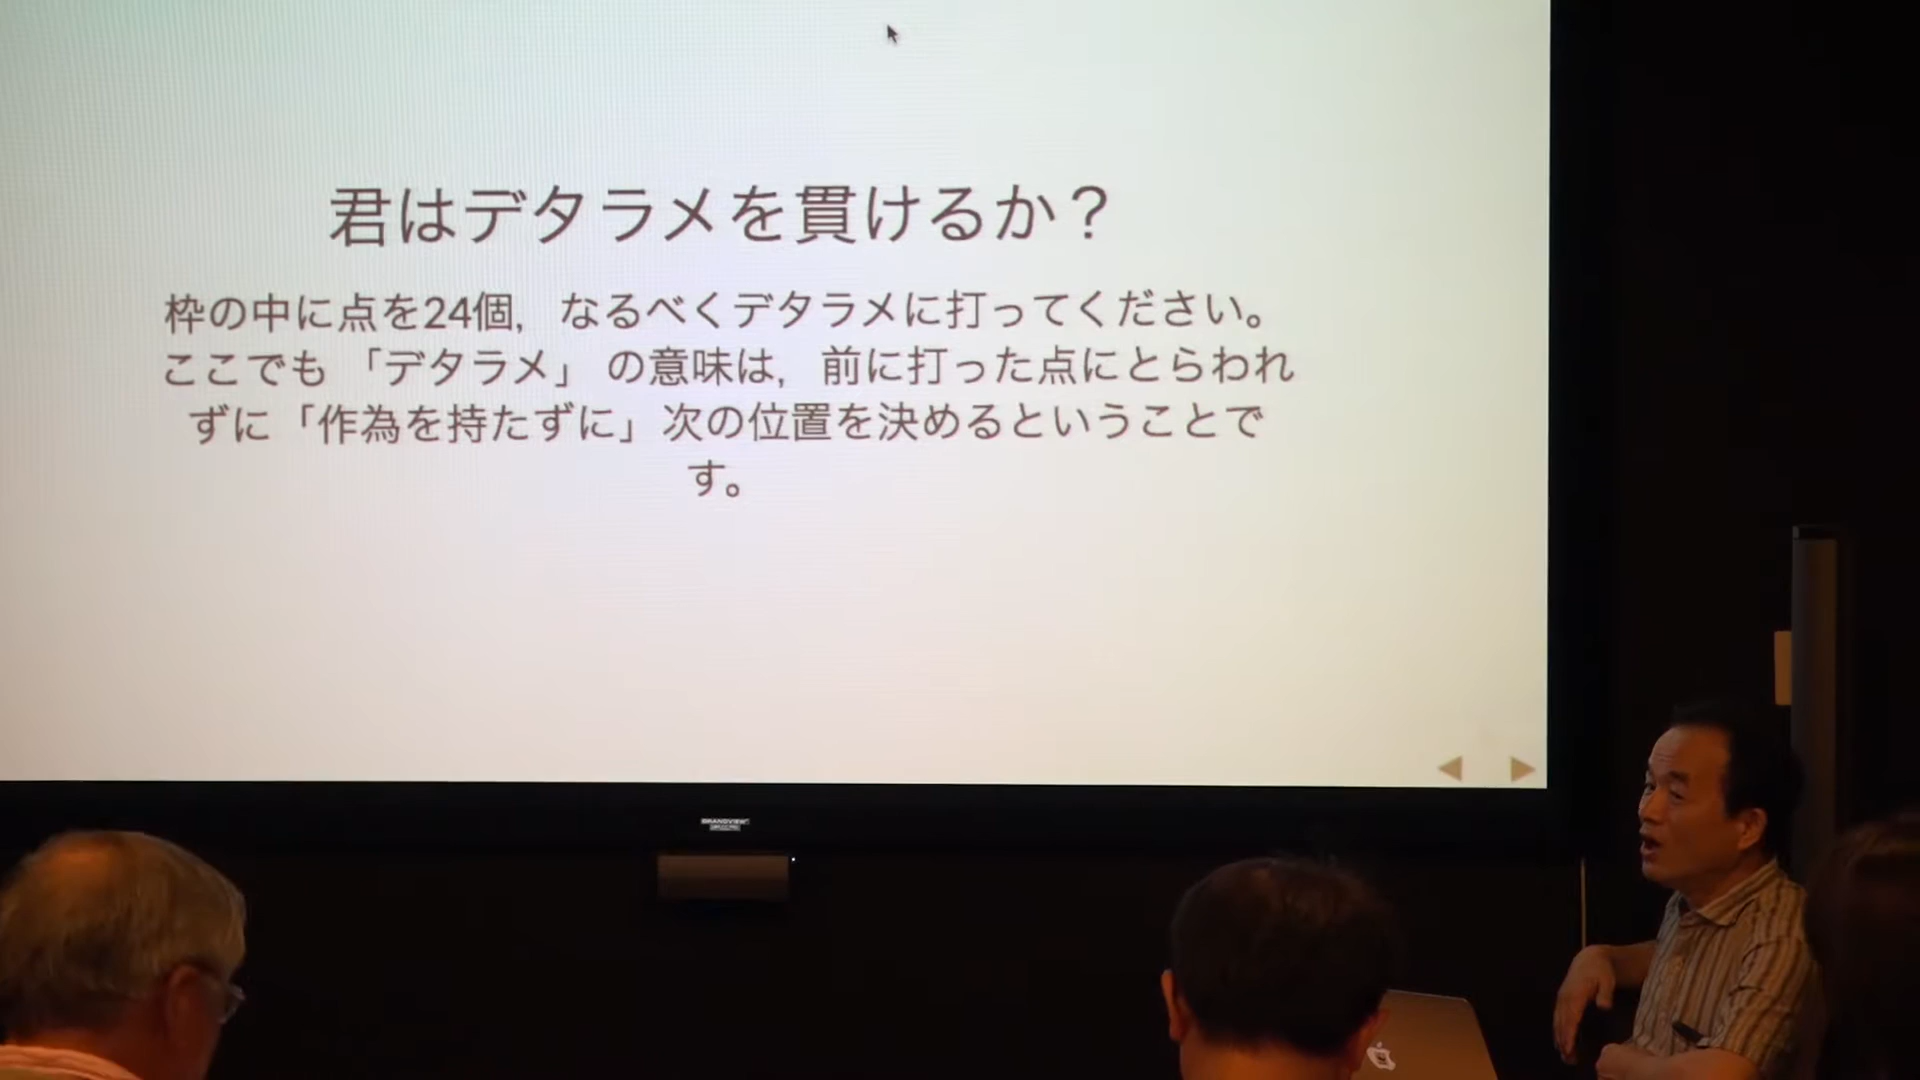 君はデタラメを貫けるか？
枠の中に点を24個，なるべくデタラメに打ってください。
ここでも「デタラメ」の意味は，前に打った点にとらわれ
ずに「作為を持たずに」次の位置を決めるということで
す。
GRANDVIEW